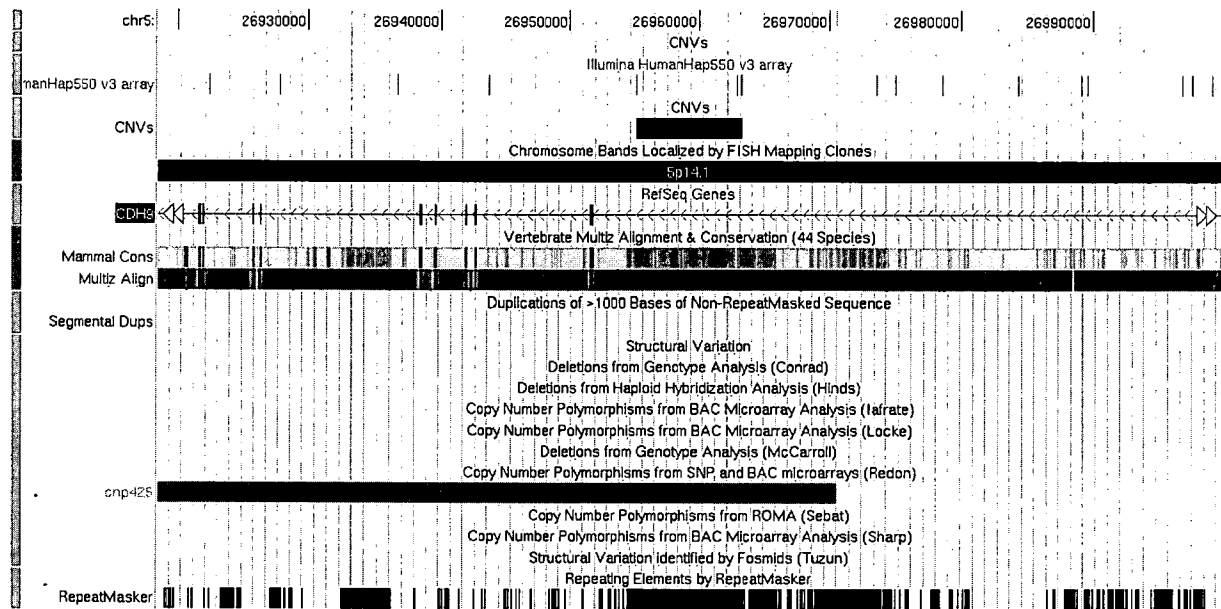 chr5: 26930000 26940000 26950000 26960000 26970000 26980000 26990000
CNVs
Illumina HumanHap550 v3 array
manHap550 v3 array
CNVs
CNVs
Chromosome Bands Localized by FISH Mapping Clones
5p14.1
RefSeq Genes
CDH9
Vertebrate Multiz Alignment & Conservation (44 Species)
Mammal Cons
Multiz Align
Duplications of >1000 Bases of Non-RepeatMasked Sequence
Segmental Dups
Structural Variation
Deletions from Genotype Analysis (Conrad)
Deletions from Haploid Hybridization Analysis (Hinds)
Copy Number Polymorphisms from BAC Microarray Analysis (Iafrate)
Copy Number Polymorphisms from BAC Microarray Analysis (Locke)
Deletions from Genotype Analysis (McCarroll)
Copy Number Polymorphisms from SNP and BAC microarrays (Redon)
cnp425
Copy Number Polymorphisms from ROMA (Sebat)
Copy Number Polymorphisms from BAC Microarray Analysis (Sharp)
Structural Variation identified by Fosmids (Tuzun)
Repeating Elements by RepeatMasker
RepeatMasker